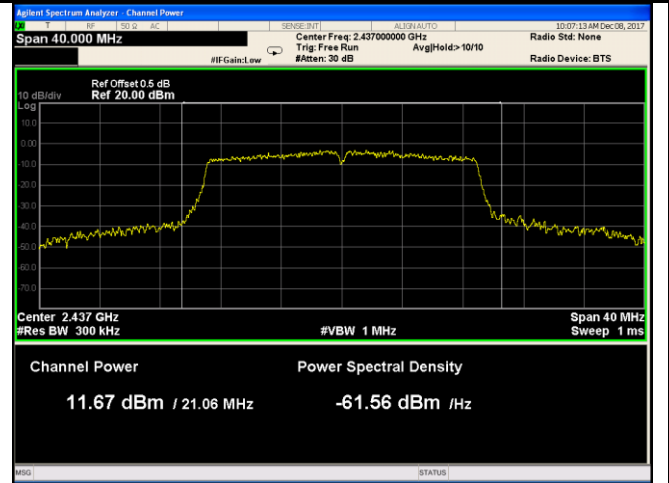 Agilent Spectrum Analyzer - Channel Power
T RF 50 Ω AC SENSE:INT ALIGN AUTO 10:07:13 AM Dec 08, 2017
Span 40.000 MHz Center Freq: 2.437000000 GHz Radio Std: None
Trig: Free Run Avg|Hold:>10/10
#IFGain:Low #Atten: 30 dB Radio Device: BTS
Ref Offset 0.5 dB
10 dB/div Ref 20.00 dBm
Log
10.0
0.00
-10.0
-20.0
-30.0
-40.0
-50.0
-60.0
-70.0
Center 2.437 GHz Span 40 MHz
#Res BW 300 kHz #VBW 1 MHz Sweep 1 ms
Channel Power Power Spectral Density
11.67 dBm / 21.06 MHz -61.56 dBm /Hz
MSG STATUS